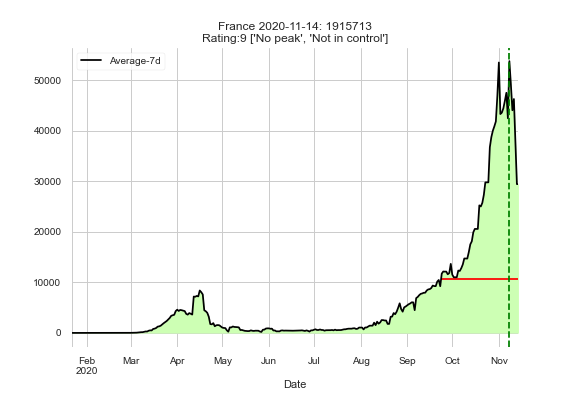 France 2020-11-14: 1915713
Rating:9 ['No peak', 'Not in control']
Average-7d
50000
40000
30000
20000
10000
0
Feb Mar Apr May Jun Jul Aug Sep Oct Nov
2020
Date